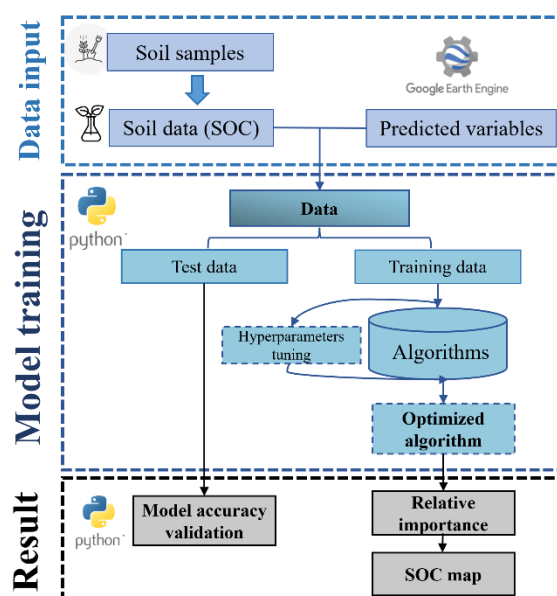 Data input
Soil samples
Google Earth Engine
Soil data (SOC)
Predicted variables
Model training
python
Data
Test data
Training data
Hyperparameters
tuning
Algorithms
Optimized
algorithm
Result
python
Model accuracy
validation
Relative
importance
SOC map